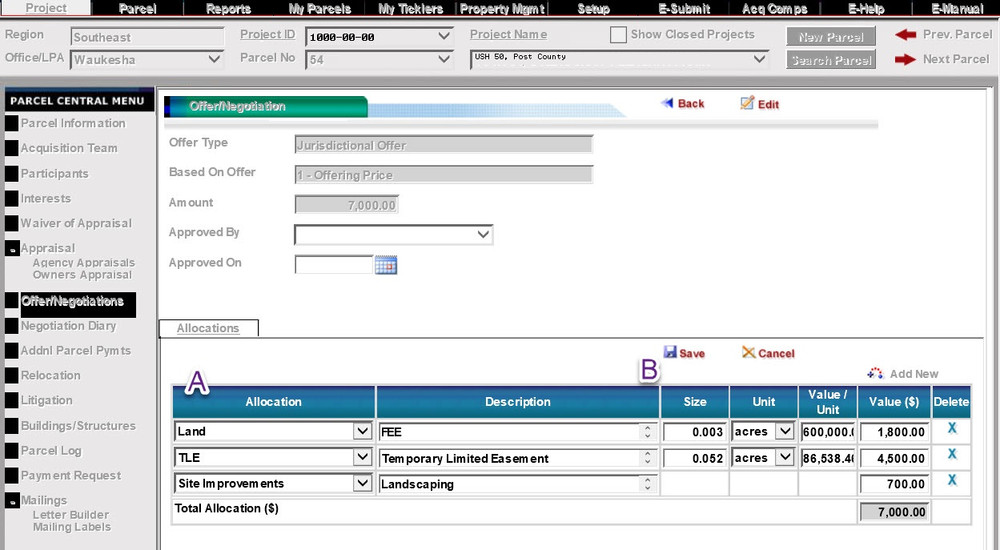 Project Parcel Reports My Parcels My Ticklers Property Mgmt Setup E-Submit Acq Comps E-Help E-Manual
Region Southeast Project ID 1000-00-00 Project Name Show Closed Projects New Parcel Prev. Parcel
Office/LPA Waukesha Parcel No 54 USH 50, Post County Search Parcel Next Parcel
PARCEL CENTRAL MENU
Parcel Information
Acquisition Team
Participants
Interests
Waiver of Appraisal
- Appraisal
Agency Appraisals
Owners Appraisal
Offer/Negotiations
Negotiation Diary
Addnl Parcel Pymts
Relocation
Litigation
Buildings/Structures
Parcel Log
Payment Request
- Mailings
Letter Builder
Mailing Labels
Offer/Negotiation Back Edit
Offer Type Jurisdictional Offer
Based On Offer 1 - Offering Price
Amount 7,000.00
Approved By
Approved On
Allocations
Save Cancel
A B
Add New
Allocation Description Size Unit Value / Unit Value ($) Delete
Land FEE 0.003 acres 600,000.( 1,800.00 X
TLE Temporary Limited Easement 0.052 acres 86,538.46 4,500.00 X
Site Improvements Landscaping 700.00 X
Total Allocation ($) 7,000.00